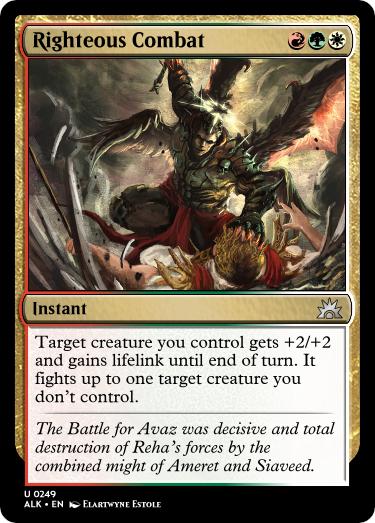 Righteous Combat
Instant
Target creature you control gets +2/+2
and gains lifelink until end of turn. It
fights up to one target creature you
don't control.
The Battle for Avaz was decisive and total
destruction of Reha's forces by the
combined might of Ameret and Siaveed.
U 0249
ALK • EN Elartwyne Estole